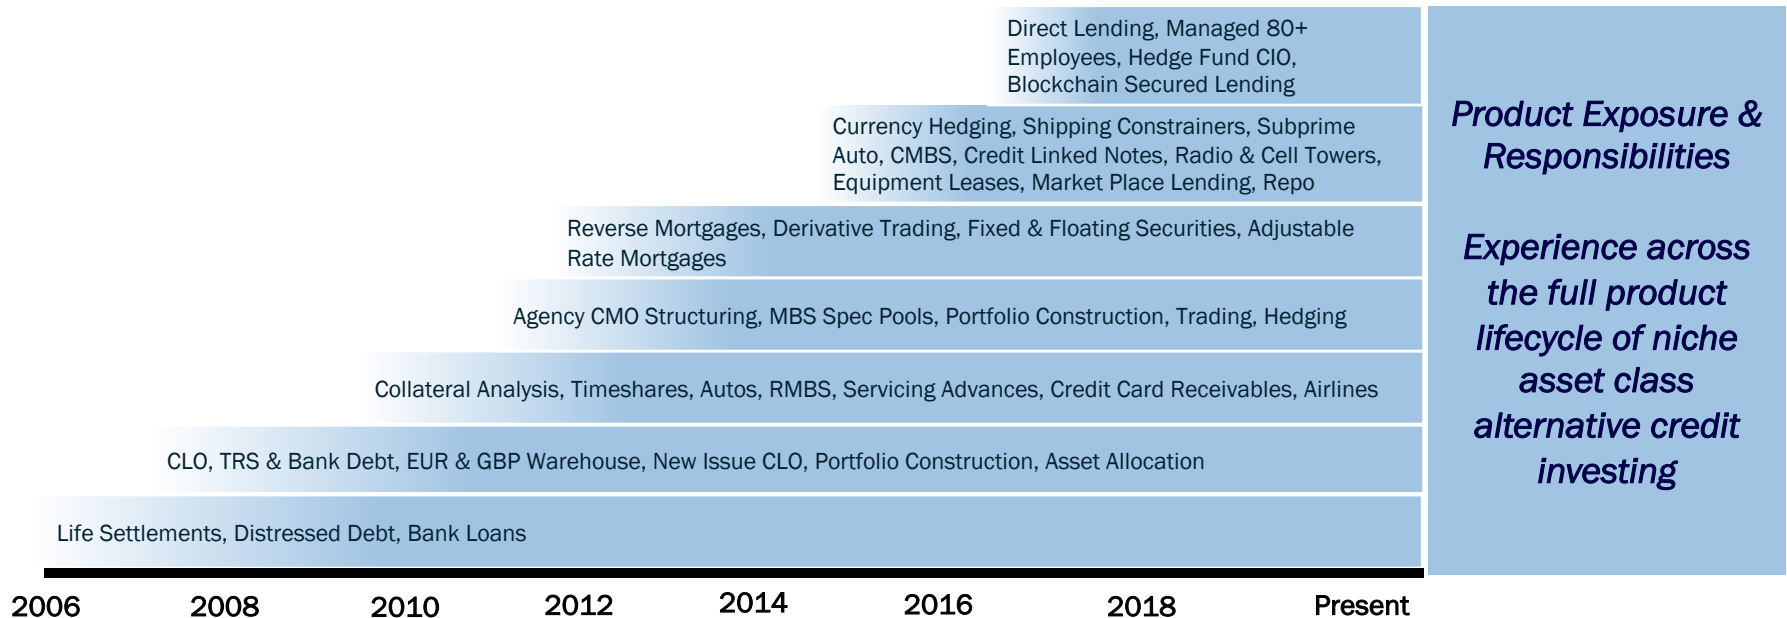 Direct Lending, Managed 80+
Employees, Hedge Fund CIO,
Blockchain Secured Lending
Currency Hedging, Shipping Constrainers, Subprime
Auto, CMBS, Credit Linked Notes, Radio & Cell Towers,
Equipment Leases, Market Place Lending, Repo
Reverse Mortgages, Derivative Trading, Fixed & Floating Securities, Adjustable
Rate Mortgages
Agency CMO Structuring, MBS Spec Pools, Portfolio Construction, Trading, Hedging
Collateral Analysis, Timeshares, Autos, RMBS, Servicing Advances, Credit Card Receivables, Airlines
CLO, TRS & Bank Debt, EUR & GBP Warehouse, New Issue CLO, Portfolio Construction, Asset Allocation
Life Settlements, Distressed Debt, Bank Loans
2006 2008 2010 2012 2014 2016 2018 Present
Product Exposure &
Responsibilities
Experience across
the full product
lifecycle of niche
asset class
alternative credit
investing